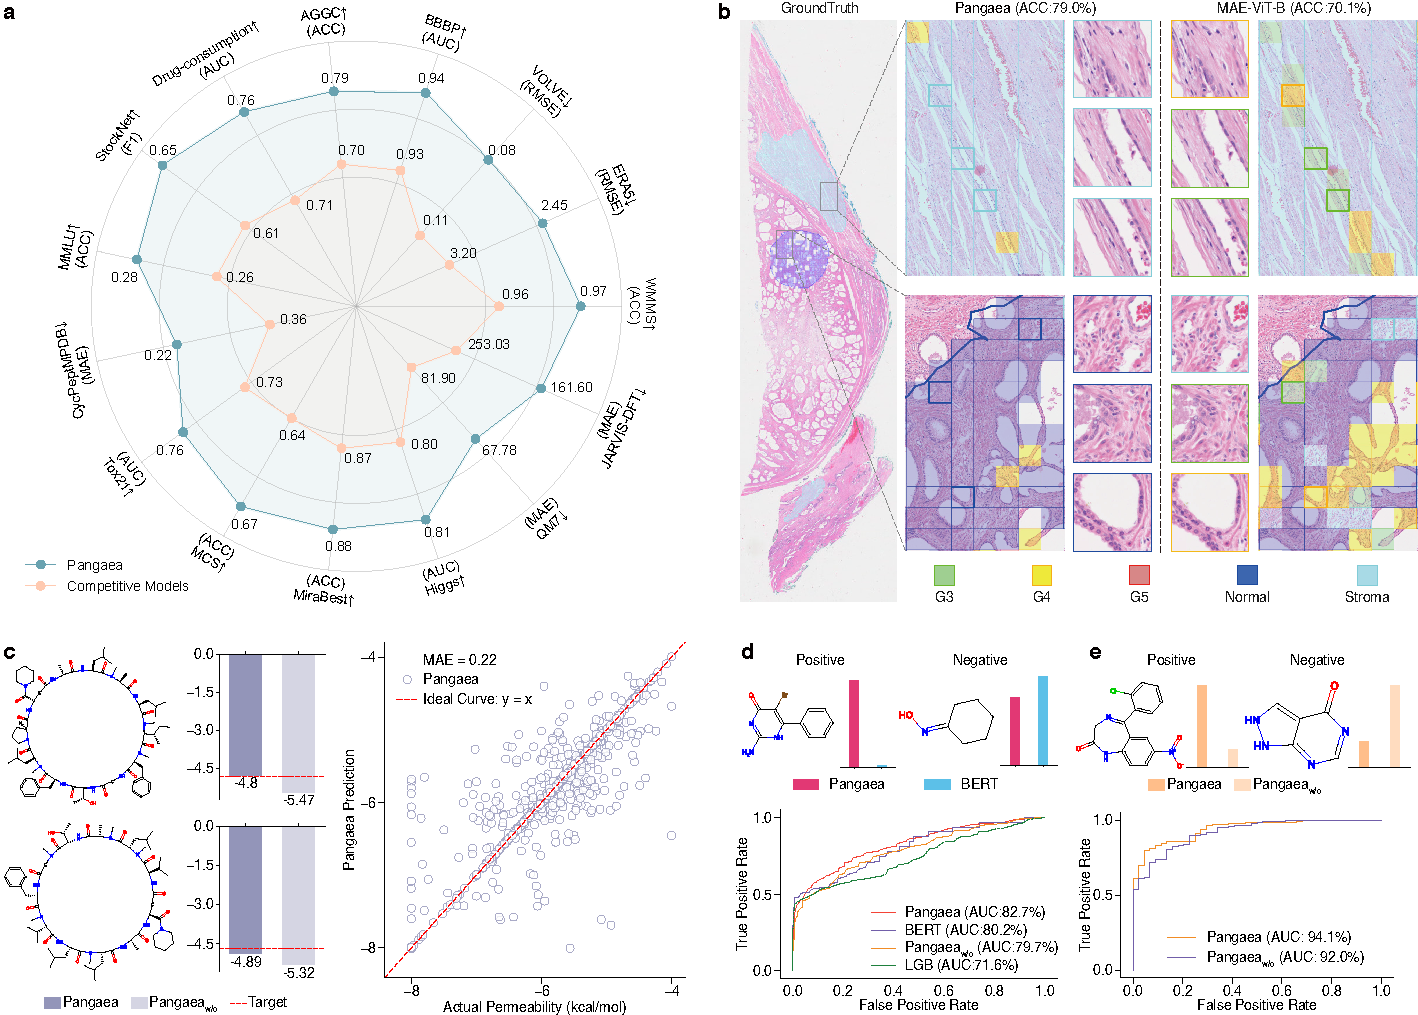 a
AGGC↑
(ACC)
BBBP↑
(AUC)
VOLVE↓
(RMSE)
ERA5↓
(RMSE)
WMMS↑
(ACC)
(MAE)
JARVIS-DFT↓
(MAE)
QM7↓
(AUC)
Higgs↑
(ACC)
MiraBest↑
(ACC)
MCS↑
(AUC)
Tox21↑
CycPeptMPDB↓
(MAE)
MMLU↑
(ACC)
StockNet↑
(F1)
Drug-consumption↑
(AUC)
0.79
0.94
0.08
2.45
0.97
161.60
67.78
0.81
0.88
0.67
0.76
0.22
0.28
0.65
0.76
0.70
0.93
0.11
3.20
0.96
253.03
81.90
0.80
0.87
0.64
0.73
0.36
0.26
0.61
0.71
Pangaea
Competitive Models
b
GroundTruth
Pangaea (ACC:79.0%)
MAE-ViT-B (ACC:70.1%)
G3
G4
G5
Normal
Stroma
c
0.0
−1.5
−3.0
−4.5
-4.8
-5.47
0.0
−1.5
−3.0
−4.5
-4.89
-5.32
Pangaea
Pangaea w/o
Target
MAE = 0.22
Pangaea
Ideal Curve: y = x
Pangaea Prediction
−4
−6
−8
−8
−6
−4
Actual Permeability (kcal/mol)
d
Positive
Negative
O
Br
N
NH
H₂N
HO
N
Pangaea
BERT
True Positive Rate
1.0
0.5
0.0
Pangaea (AUC:82.7%)
BERT (AUC:80.2%)
Pangaea w/o (AUC:79.7%)
LGB (AUC:71.6%)
0.0
0.2
0.4
0.6
0.8
1.0
False Positive Rate
e
Positive
Negative
Pangaea
Pangaea w/o
True Positive Rate
1.0
0.5
0.0
Pangaea (AUC: 94.1%)
Pangaea w/o (AUC: 92.0%)
0.0
0.2
0.4
0.6
0.8
1.0
False Positive Rate